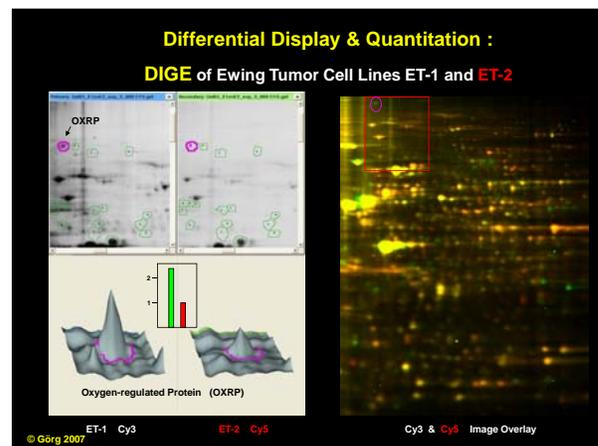 Differential Display & Quantitation :
DIGE of Ewing Tumor Cell Lines ET-1 and ET-2
OXRP
2
1
Oxygen-regulated Protein (OXRP)
ET-1 Cy3
ET-2 Cy5
Cy3 & Cy5 Image Overlay
© Görg 2007